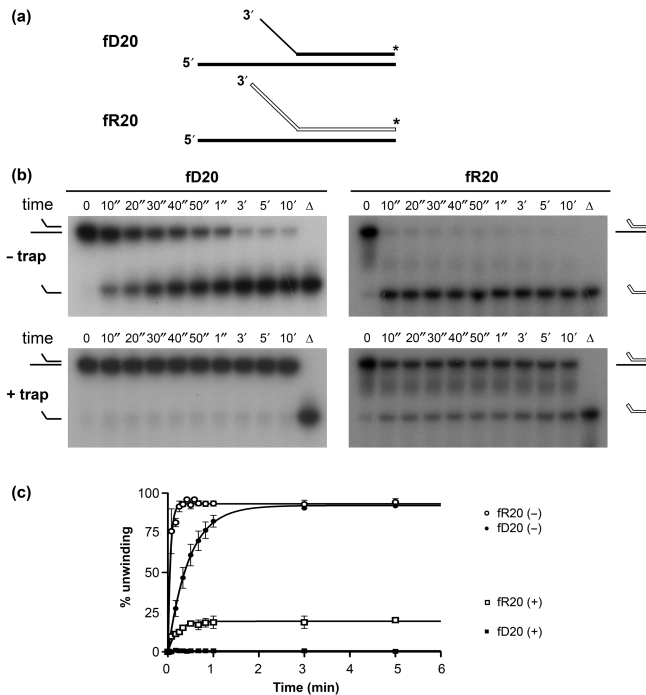 (a)
3′
fD20
*
5′
3′
fR20
*
5′
(b)
fD20 fR20
time 0 10″ 20″ 30″ 40″ 50″ 1″ 3′ 5′ 10′ Δ 0 10″ 20″ 30″ 40″ 50″ 1″ 3′ 5′ 10′ Δ
– trap
time 0 10″ 20″ 30″ 40″ 50″ 1″ 3′ 5′ 10′ Δ 0 10″ 20″ 30″ 40″ 50″ 1″ 3′ 5′ 10′ Δ
+ trap
(c)
100
75
50
25
0
% unwinding
0 1 2 3 4 5 6
Time (min)
fR20 (–)
fD20 (–)
fR20 (+)
fD20 (+)